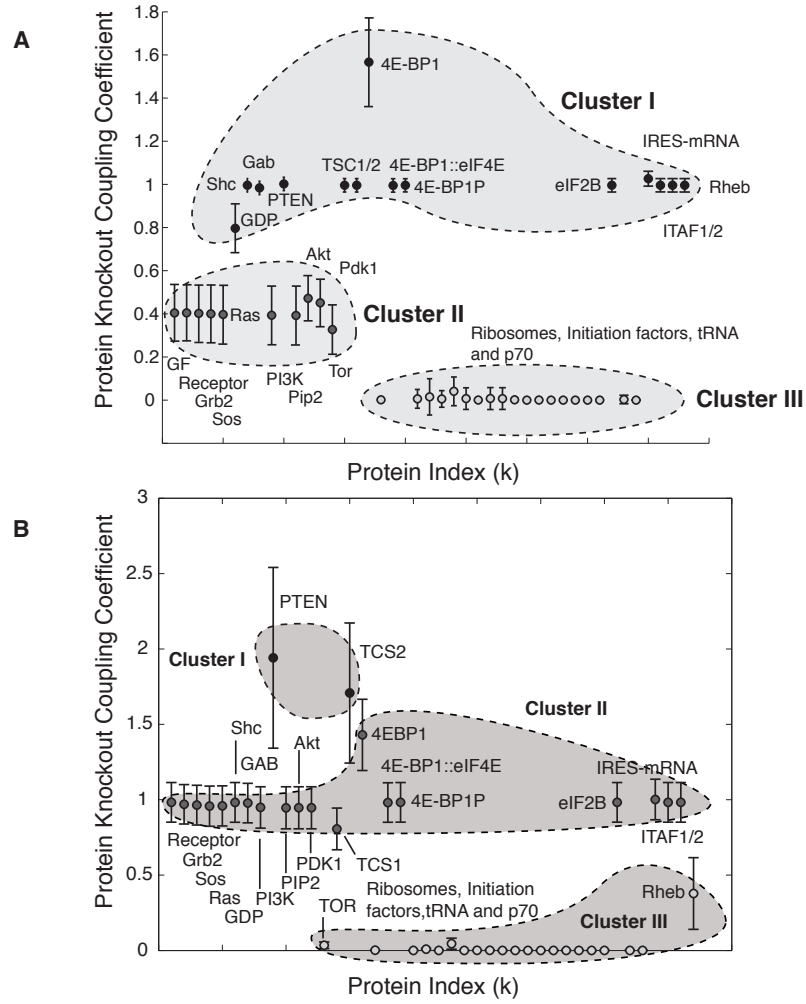 A
Protein Knockout Coupling Coefficient
1.8
1.6
1.4
1.2
1
0.8
0.6
0.4
0.2
0
4E-BP1
Cluster I
IRES-mRNA
Gab
TSC1/2
4E-BP1::eIF4E
Shc
PTEN
4E-BP1P
eIF2B
Rheb
GDP
ITAF1/2
Akt
Pdk1
Ras
Cluster II
Ribosomes, Initiation factors, tRNA
and p70
GF
Receptor
Grb2
Sos
PI3K
Pip2
Tor
Cluster III
Protein Index (k)
B
Protein Knockout Coupling Coefficient
3
2.5
2
1.5
1
0.5
0
PTEN
Cluster I
TCS2
Cluster II
Shc
Akt
4EBP1
GAB
4E-BP1::eIF4E
IRES-mRNA
4E-BP1P
eIF2B
ITAF1/2
Receptor
Grb2
Sos
Ras
GDP
PI3K
PIP2
PDK1
TCS1
TOR
Ribosomes, Initiation
factors,tRNA and p70
Rheb
Cluster III
Protein Index (k)